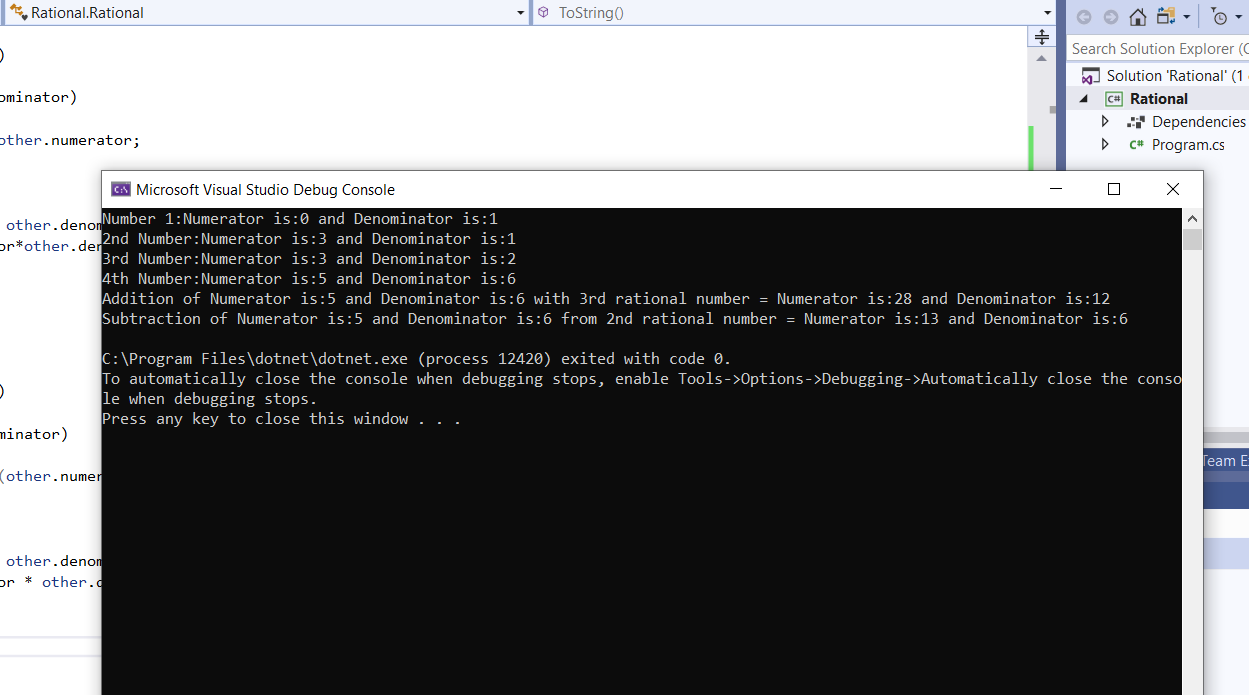 Rational.Rational
ToString()
)
ominator)
other.numerator;
other.denom
or*other.den
)
minator)
(other.numer
other.denom
or * other.d
Search Solution Explorer (C
Solution 'Rational' (1
C# Rational
Dependencies
C# Program.cs
Team E
C:\ Microsoft Visual Studio Debug Console
Number 1:Numerator is:0 and Denominator is:1
2nd Number:Numerator is:3 and Denominator is:1
3rd Number:Numerator is:3 and Denominator is:2
4th Number:Numerator is:5 and Denominator is:6
Addition of Numerator is:5 and Denominator is:6 with 3rd rational number = Numerator is:28 and Denominator is:12
Subtraction of Numerator is:5 and Denominator is:6 from 2nd rational number = Numerator is:13 and Denominator is:6
C:\Program Files\dotnet\dotnet.exe (process 12420) exited with code 0.
To automatically close the console when debugging stops, enable Tools->Options->Debugging->Automatically close the conso
le when debugging stops.
Press any key to close this window . . .